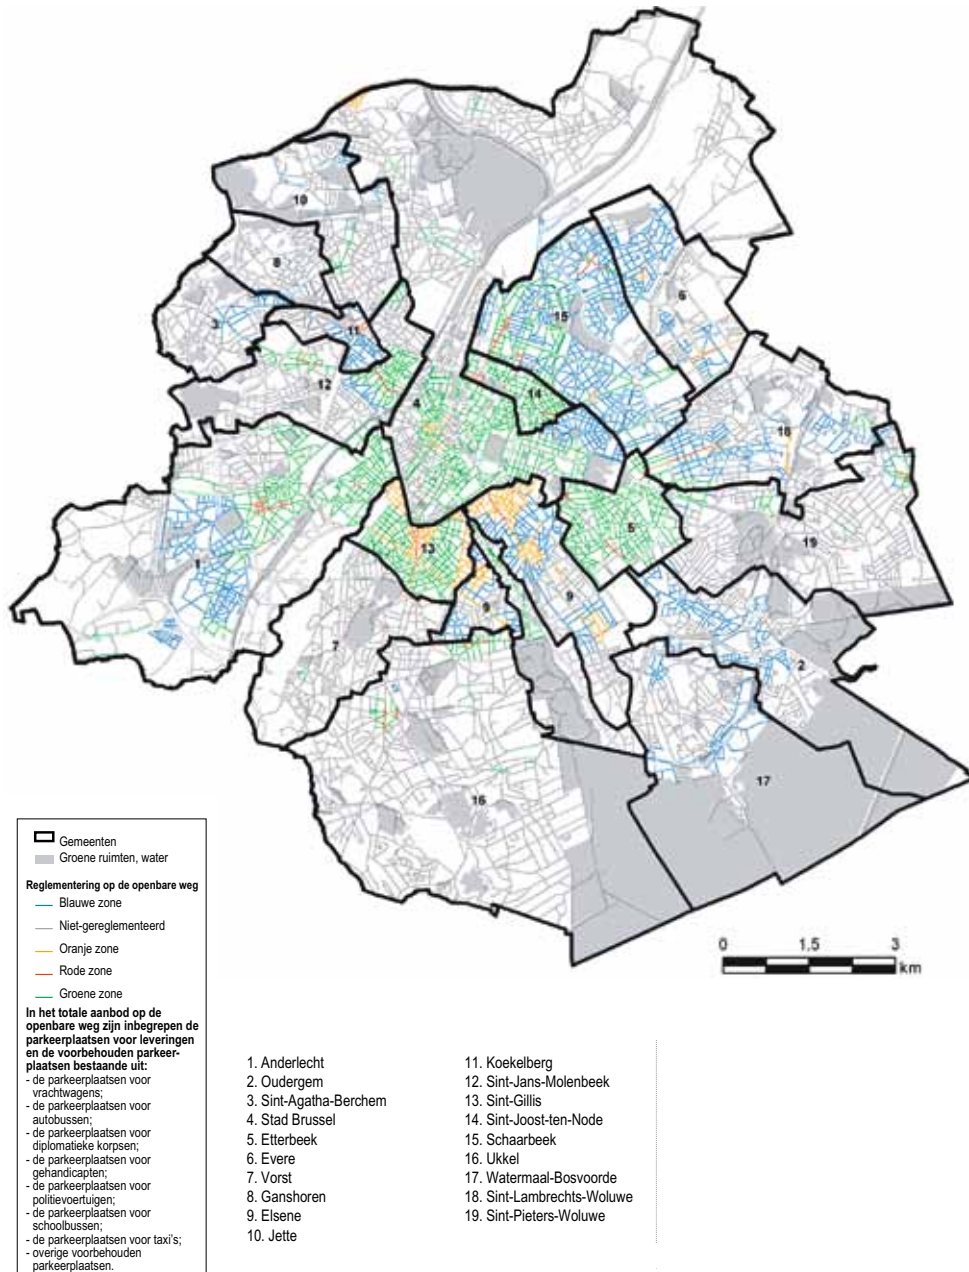 10
8
3
11
12
15
6
14
4
18
5
19
13
1
9
9
7
2
17
16
Gemeenten
Groene ruimten, water
Reglementering op de openbare weg
Blauwe zone
Niet-gereglementeerd
Oranje zone
Rode zone
Groene zone
In het totale aanbod op de
openbare weg zijn inbegrepen de
parkeerplaatsen voor leveringen
en de voorbehouden parkeer-
plaatsen bestaande uit:
- de parkeerplaatsen voor
vrachtwagens;
- de parkeerplaatsen voor
autobussen;
- de parkeerplaatsen voor
diplomatieke korpsen;
- de parkeerplaatsen voor
gehandicapten;
- de parkeerplaatsen voor
politievoertuigen;
- de parkeerplaatsen voor
schoolbussen;
- de parkeerplaatsen voor taxi's;
- overige voorbehouden
parkeerplaatsen.
0 1,5 3
km
1. Anderlecht
2. Oudergem
3. Sint-Agatha-Berchem
4. Stad Brussel
5. Etterbeek
6. Evere
7. Vorst
8. Ganshoren
9. Elsene
10. Jette
11. Koekelberg
12. Sint-Jans-Molenbeek
13. Sint-Gillis
14. Sint-Joost-ten-Node
15. Schaarbeek
16. Ukkel
17. Watermaal-Bosvoorde
18. Sint-Lambrechts-Woluwe
19. Sint-Pieters-Woluwe